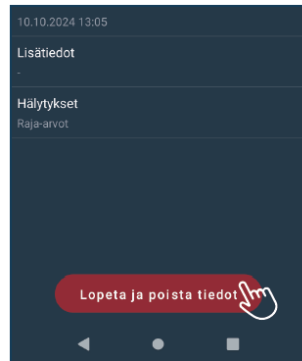 10.10.2024 13:05
Lisätiedot
-
Hälytykset
Raja-arvot
Lopeta ja poista tiedot